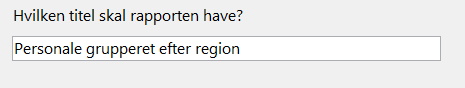 Hvilken titel skal rapporten have?
Personale grupperet efter region